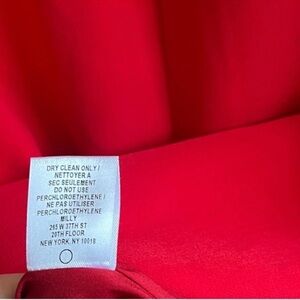 DRY CLEAN ONLY /
NETTOYER A
SEC SEULEMENT
DO NOT USE
PERCHLOROETHYLENE /
NE PAS UTILISER
PERCHLOROETHYLENE
MILLY
265 W 37TH ST
20TH FLOOR
NEW YORK, NY 10018